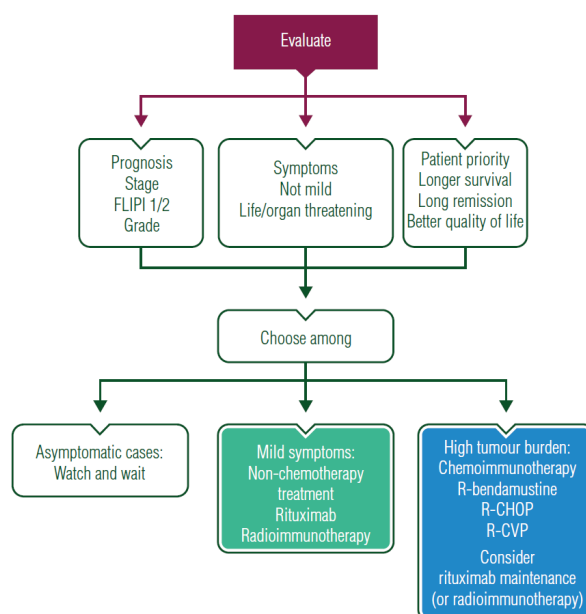 Evaluate
Prognosis
Stage
FLIPI 1/2
Grade
Symptoms
Not mild
Life/organ threatening
Patient priority
Longer survival
Long remission
Better quality of life
Choose among
Asymptomatic cases:
Watch and wait
Mild symptoms:
Non-chemotherapy
treatment
Rituximab
Radioimmunotherapy
High tumour burden:
Chemoimmunotherapy
R-bendamustine
R-CHOP
R-CVP
Consider
rituximab maintenance
(or radioimmunotherapy)